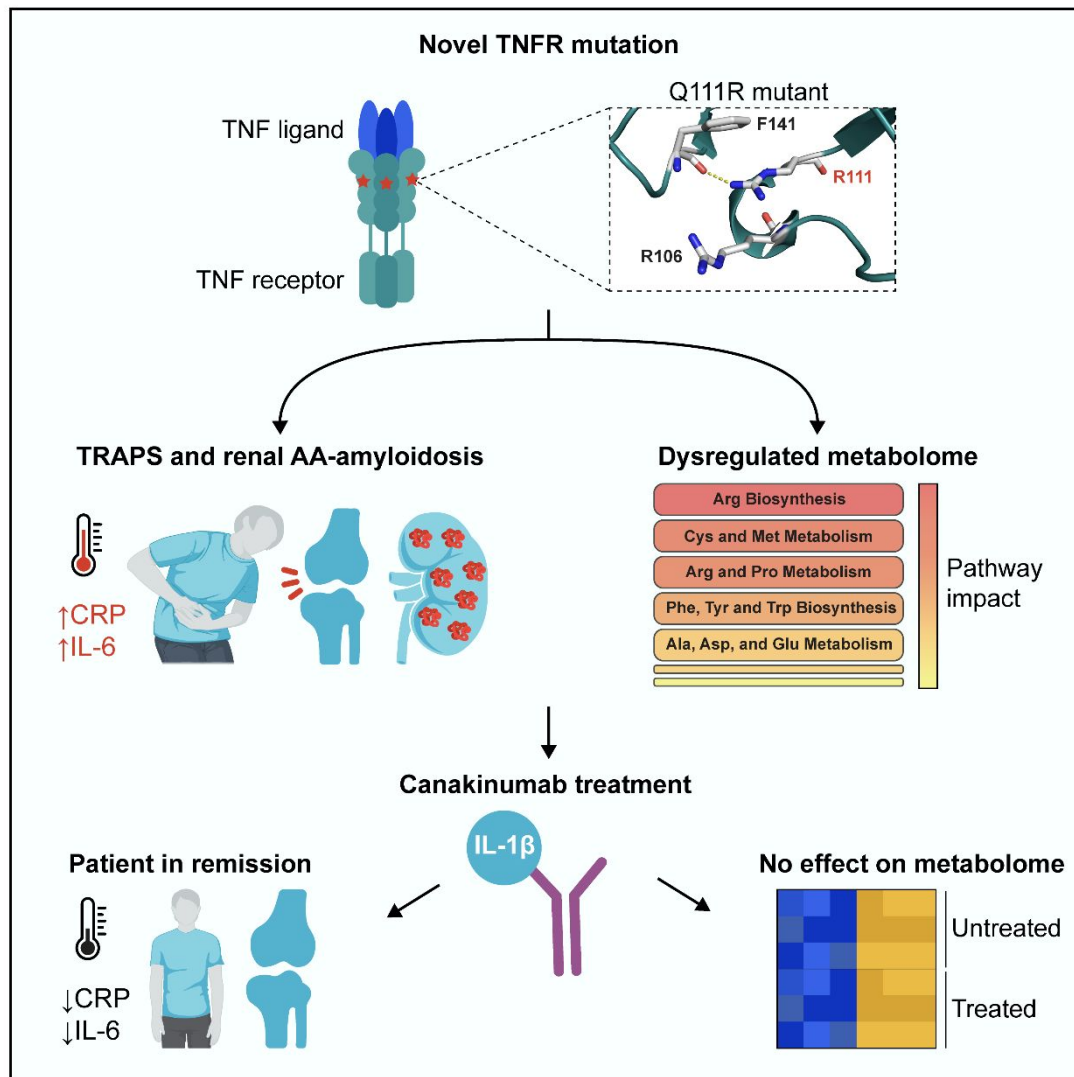 Novel TNFR mutation
TNF ligand
TNF receptor
Q111R mutant
F141
R111
R106
TRAPS and renal AA-amyloidosis
↑CRP
↑IL-6
Dysregulated metabolome
Arg Biosynthesis
Cys and Met Metabolism
Arg and Pro Metabolism
Phe, Tyr and Trp Biosynthesis
Ala, Asp, and Glu Metabolism
Pathway
impact
Canakinumab treatment
IL-1β
Patient in remission
↓CRP
↓IL-6
No effect on metabolome
Untreated
Treated